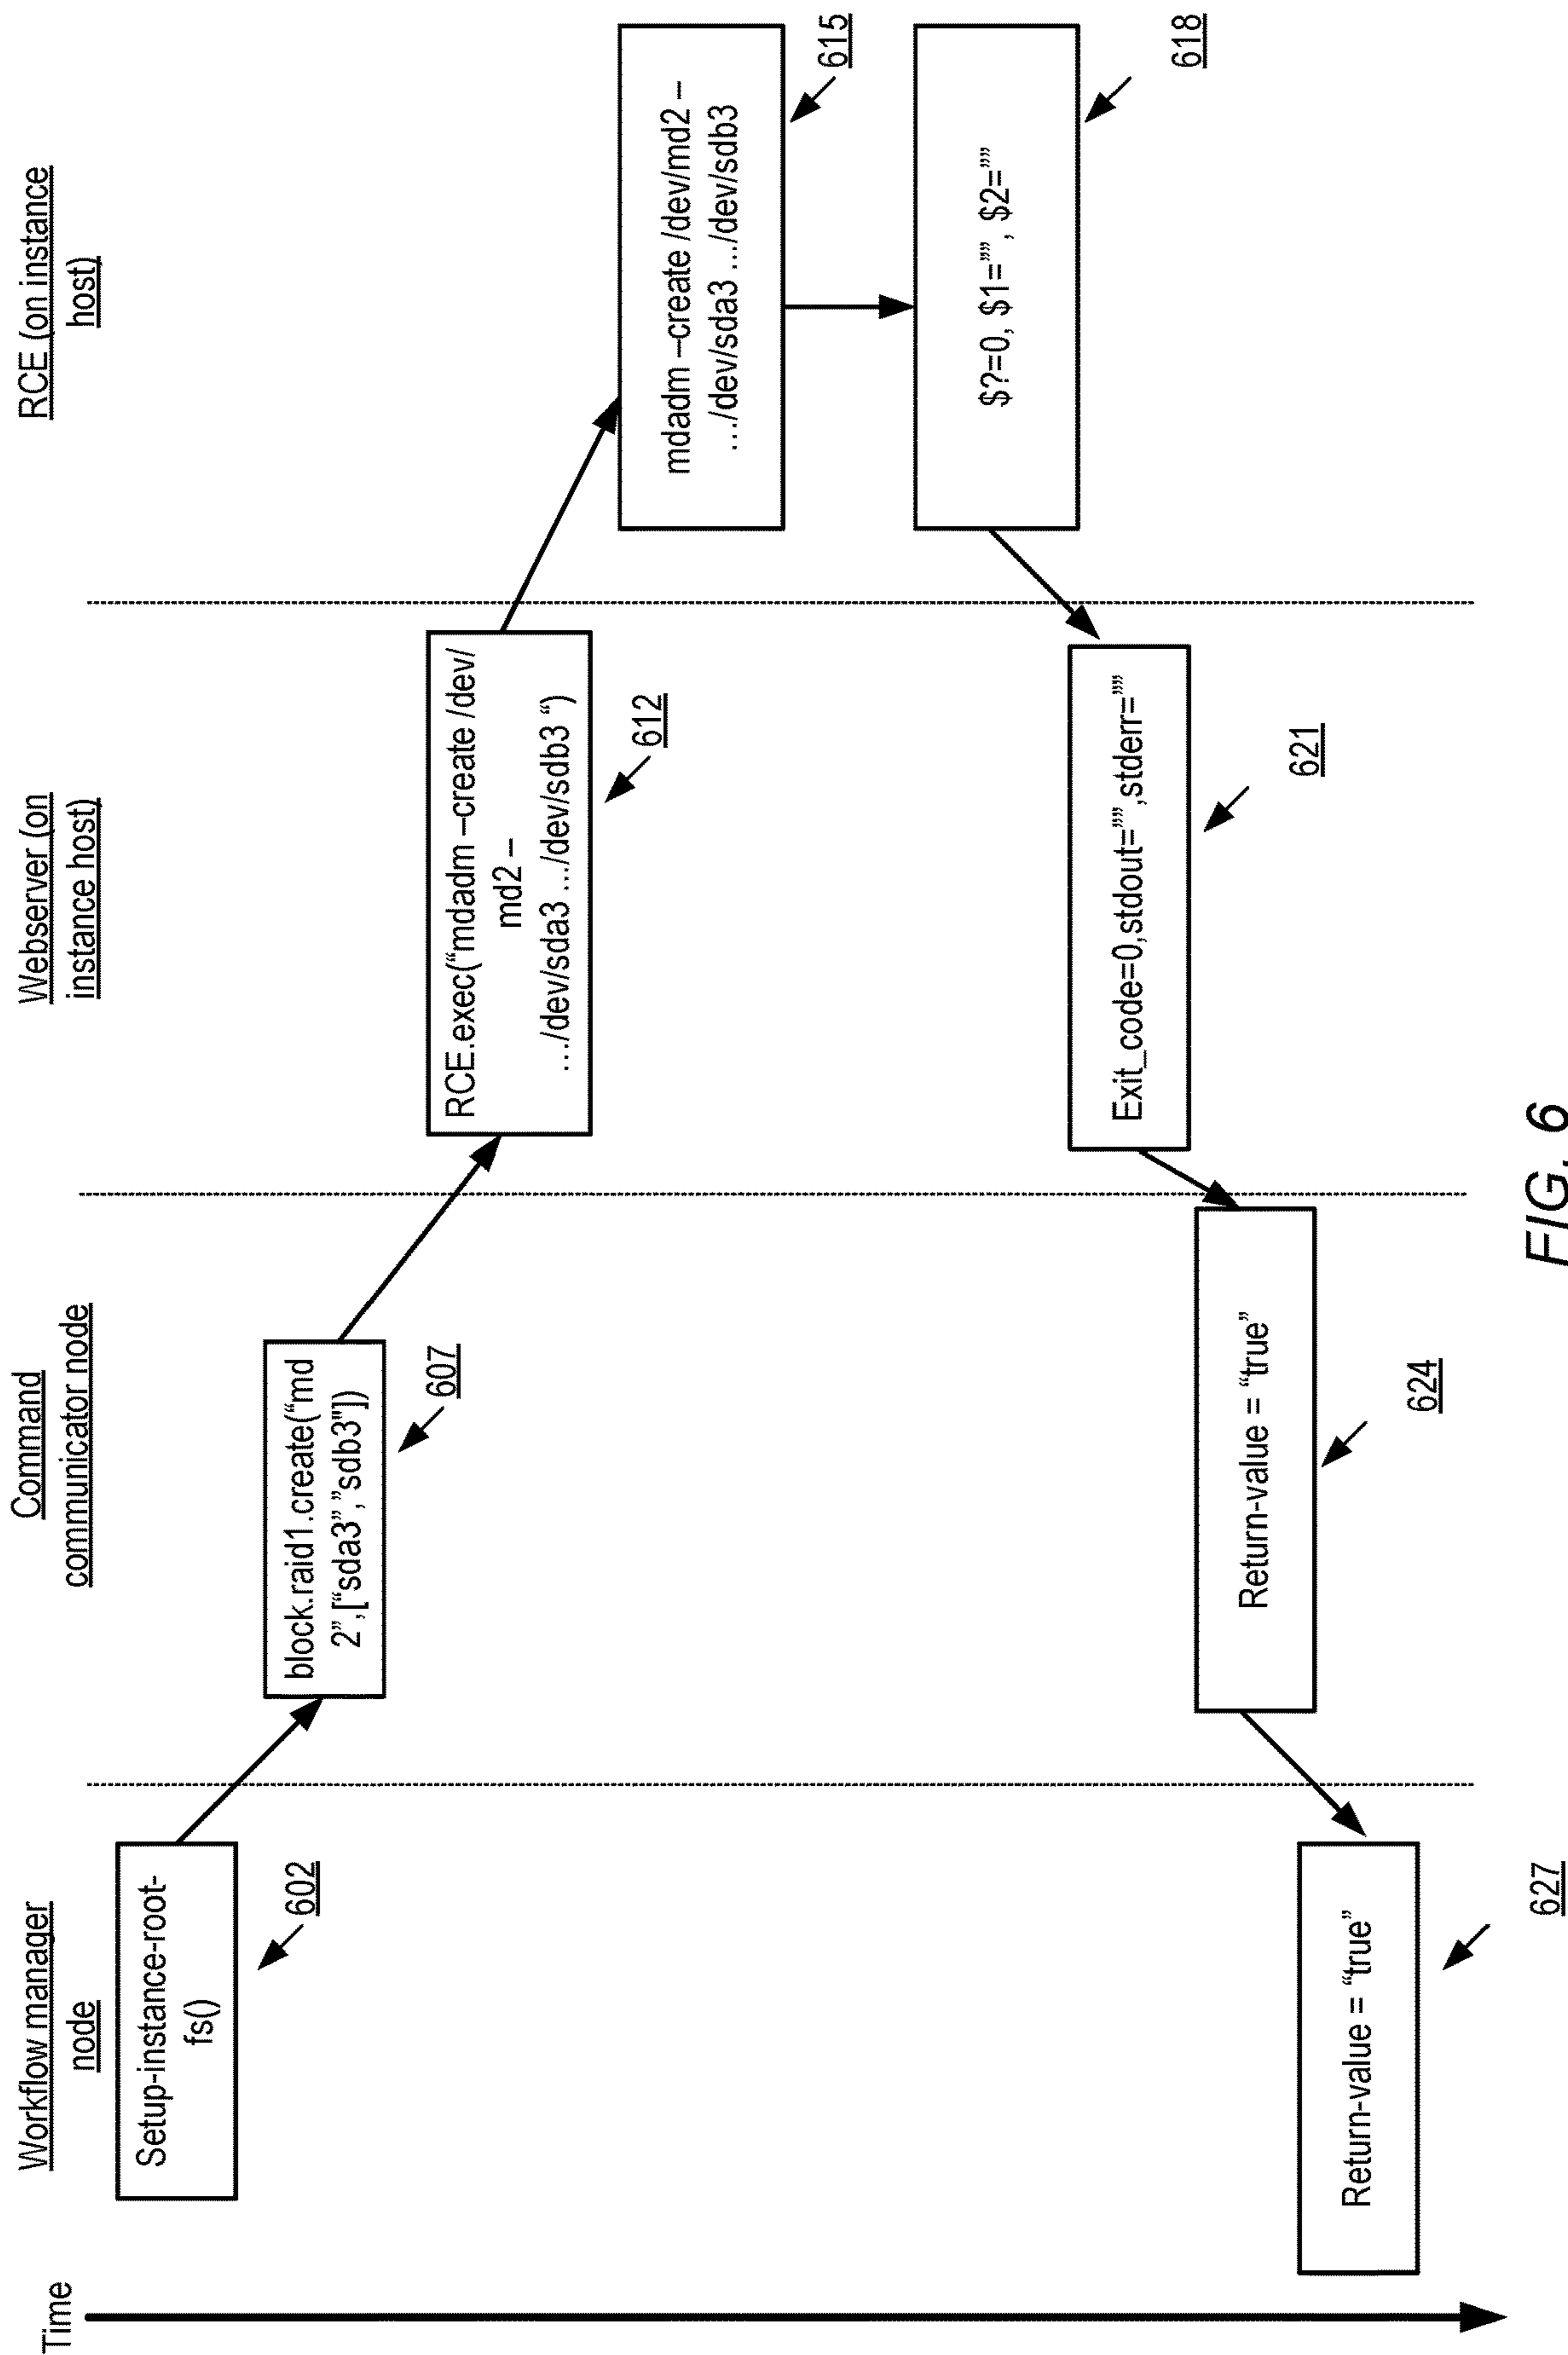 Time
Workflow manager
node
Command
communicator node
Webserver (on
instance host)
RCE (on instance
host)
Setup-instance-root-
fs()
602
block.raid1.create(“md
2”,[“sda3”,”sdb3"])
607
RCE.exec(“mdadm –create /dev/
md2 –
…/dev/sda3 …/dev/sdb3 “)
612
mdadm –create /dev/md2 –
…/dev/sda3 …/dev/sdb3
615
$?=0, $1=”” , $2=””
618
Exit_code=0,stdout=””,stderr=””
621
Return-value = “true”
624
Return-value = “true”
627
FIG. 6